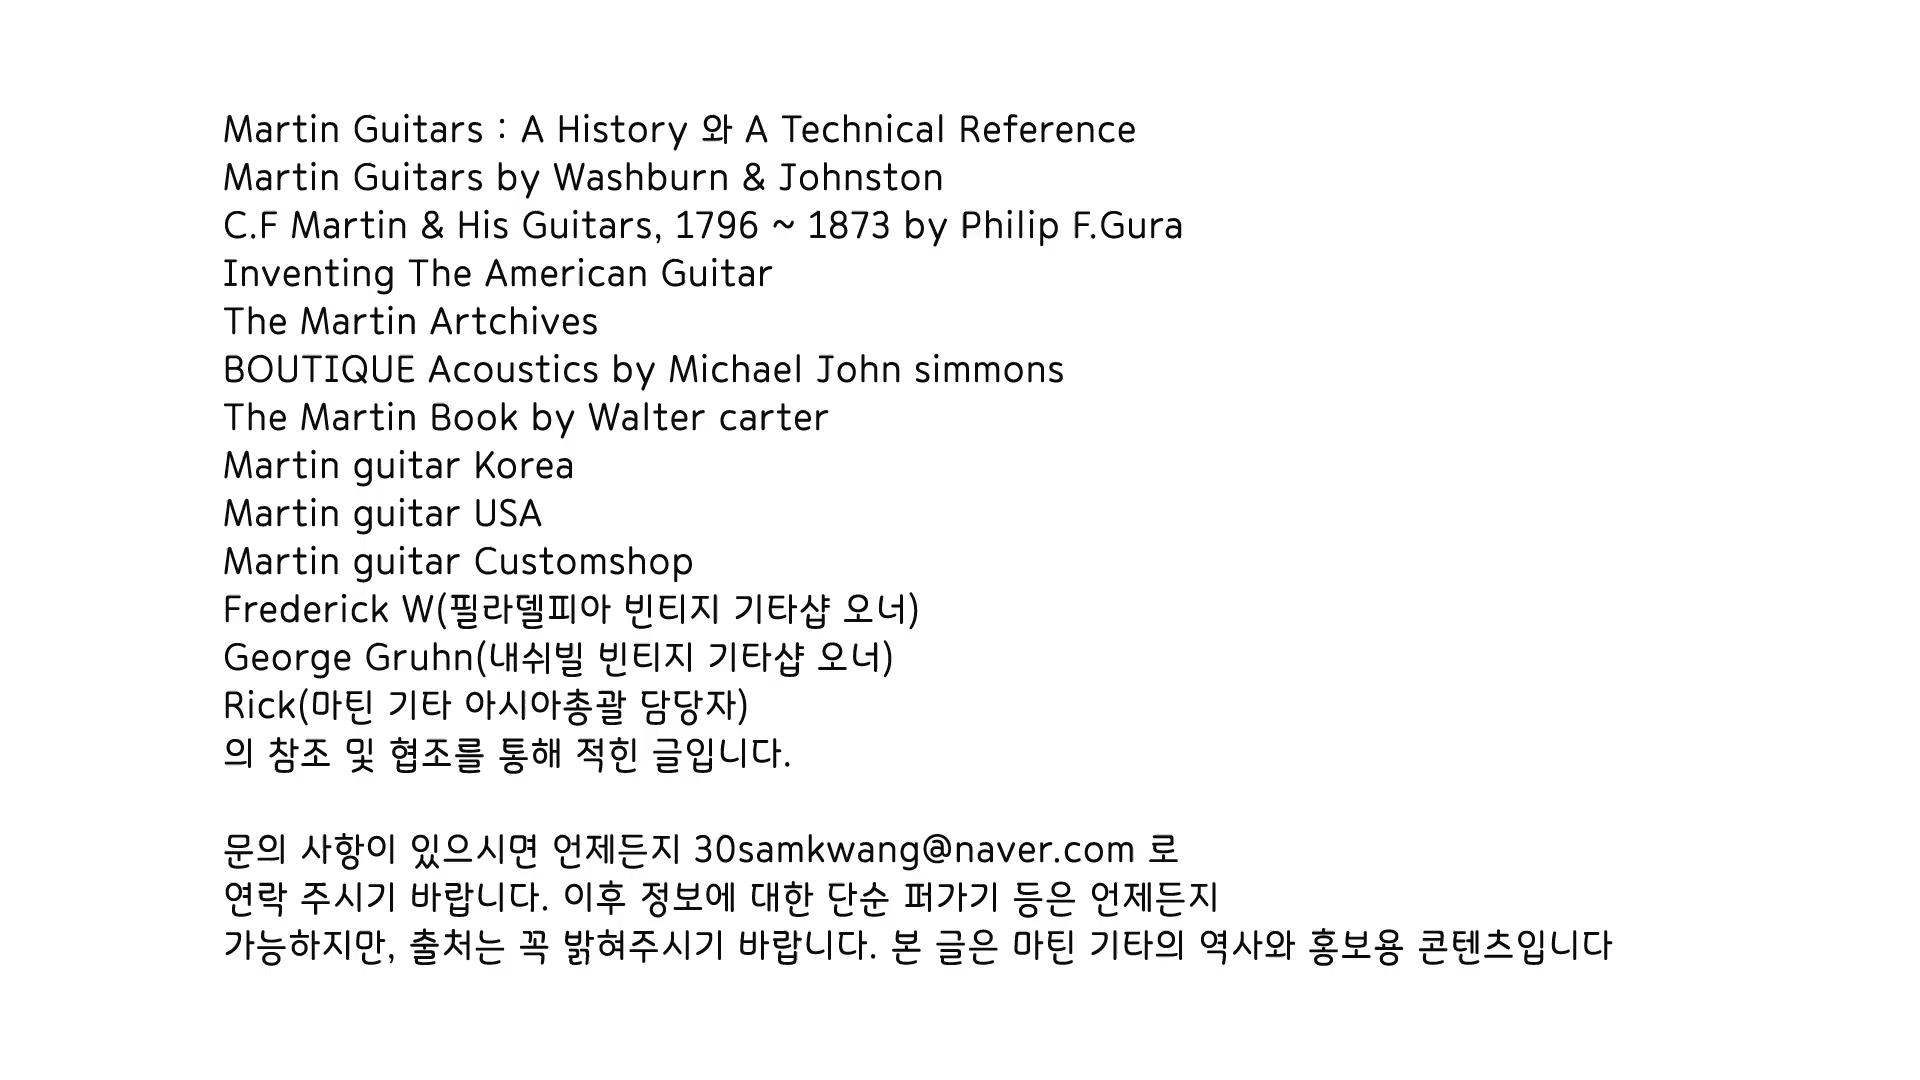 Martin Guitars : A History 와 A Technical Reference
Martin Guitars by Washburn & Johnston
C.F Martin & His Guitars, 1796 ~ 1873 by Philip F.Gura
Inventing The American Guitar
The Martin Artchives
BOUTIQUE Acoustics by Michael John simmons
The Martin Book by Walter carter
Martin guitar Korea
Martin guitar USA
Martin guitar Customshop
Frederick W(필라델피아 빈티지 기타샵 오너)
George Gruhn(내쉬빌 빈티지 기타샵 오너)
Rick(마틴 기타 아시아총괄 담당자)
의 참조 및 협조를 통해 적힌 글입니다.
문의 사항이 있으시면 언제든지 30samkwang@naver.com 로
연락 주시기 바랍니다. 이후 정보에 대한 단순 퍼가기 등은 언제든지
가능하지만, 출처는 꼭 밝혀주시기 바랍니다. 본 글은 마틴 기타의 역사와 홍보용 콘텐츠입니다